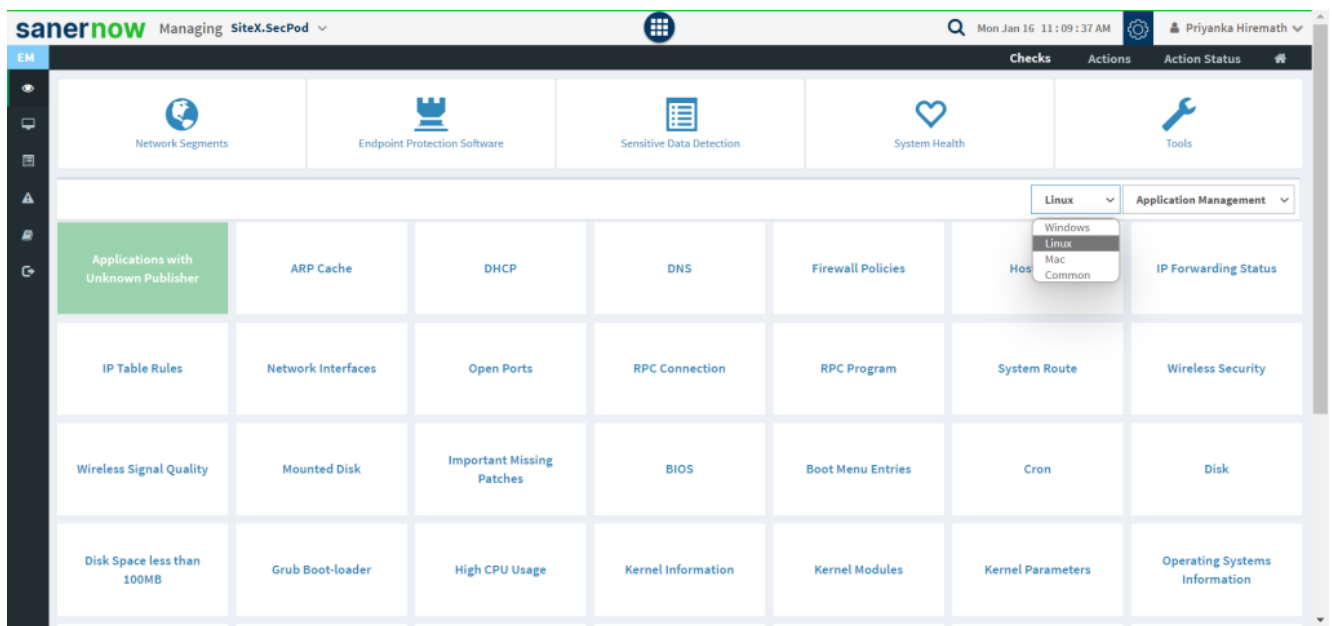 sanernow Managing SiteX.SecPod Mon Jan 16 11:09:37 AM Priyanka Hiremath
EM Checks Actions Action Status
Network Segments Endpoint Protection Software Sensitive Data Detection System Health Tools
Linux Application Management
Windows
Linux
Mac
Common
Applications with
Unknown Publisher
ARP Cache DHCP DNS Firewall Policies Hos IP Forwarding Status
IP Table Rules Network Interfaces Open Ports RPC Connection RPC Program System Route Wireless Security
Wireless Signal Quality Mounted Disk
Important Missing
Patches
BIOS Boot Menu Entries Cron Disk
Disk Space less than
100MB
Grub Boot-loader High CPU Usage Kernel Information Kernel Modules Kernel Parameters
Operating Systems
Information